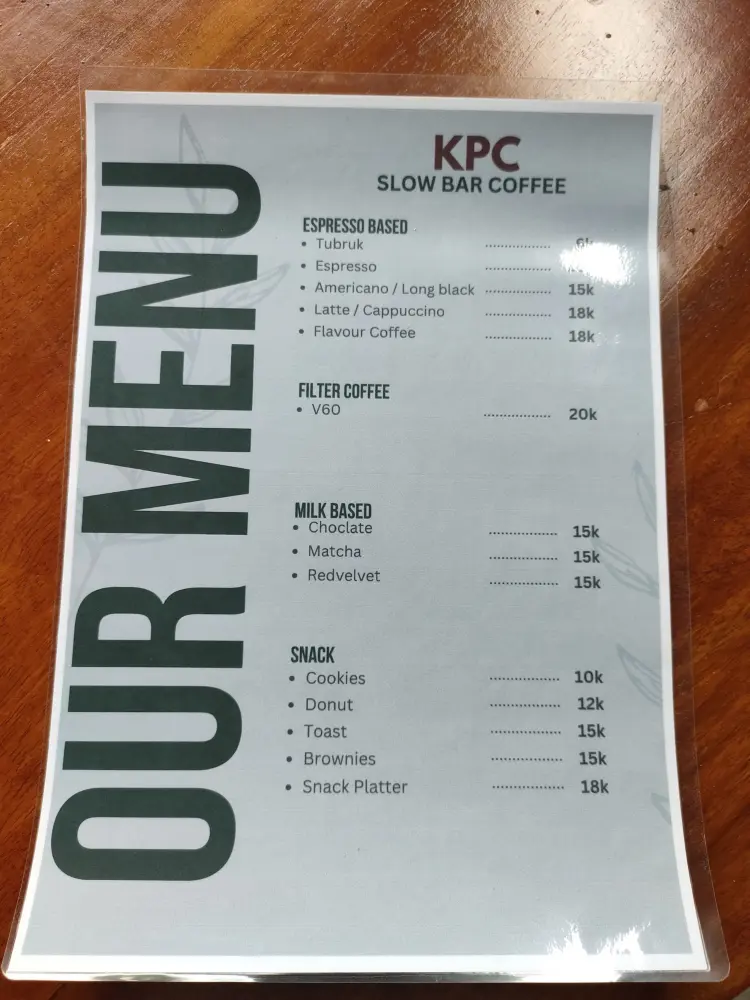 OUR MENU
KPC
SLOW BAR COFFEE
ESPRESSO BASED
• Tubruk ................
• Espresso ................
• Americano / Long black ................ 15k
• Latte / Cappuccino ................ 18k
• Flavour Coffee ................ 18k
FILTER COFFEE
• V60 ................ 20k
MILK BASED
• Choclate ................ 15k
• Matcha ................ 15k
• Redvelvet ................ 15k
SNACK
• Cookies ................ 10k
• Donut ................ 12k
• Toast ................ 15k
• Brownies ................ 15k
• Snack Platter ................ 18k